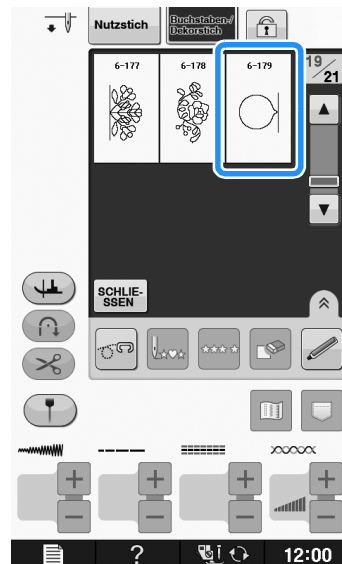 Nutzstich
Buchstaben-/
Dekorstich
6-177
6-178
6-179
19/21
SCHLIE-
SSEN
?
12:00